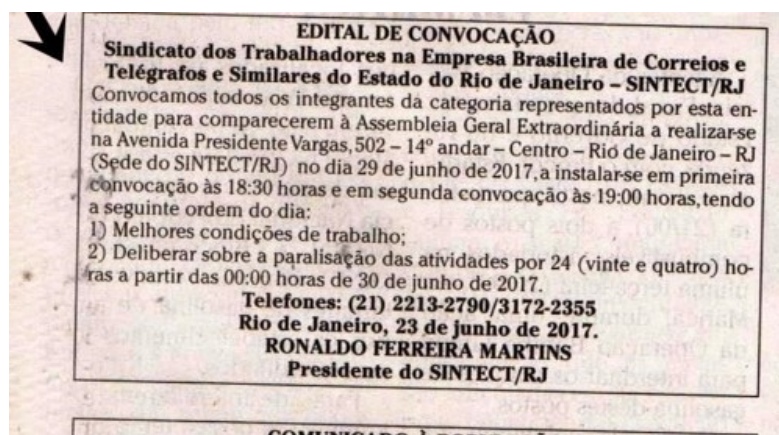 EDITAL DE CONVOCAÇÃO
Sindicato dos Trabalhadores na Empresa Brasileira de Correios e
Telégrafos e Similares do Estado do Rio de Janeiro – SINTECT/RJ
Convocamos todos os integrantes da categoria representados por esta en-
tidade para comparecerem à Assembleia Geral Extraordinária a realizar-se
na Avenida Presidente Vargas, 502 – 14º andar – Centro – Rio de Janeiro – RJ
(Sede do SINTECT/RJ) no dia 29 de junho de 2017, a instalar-se em primeira
convocação às 18:30 horas e em segunda convocação às 19:00 horas, tendo
a seguinte ordem do dia:
1) Melhores condições de trabalho;
2) Deliberar sobre a paralisação das atividades por 24 (vinte e quatro) ho-
ras a partir das 00:00 horas de 30 de junho de 2017.
Telefones: (21) 2213-2790/3172-2355
Rio de Janeiro, 23 de junho de 2017.
RONALDO FERREIRA MARTINS
Presidente do SINTECT/RJ